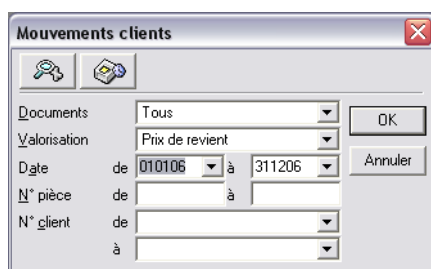 Mouvements clients
Documents Tous OK
Valorisation Prix de revient
Date de 010106 à 311206 Annuler
N° pièce de à
N° client de
à